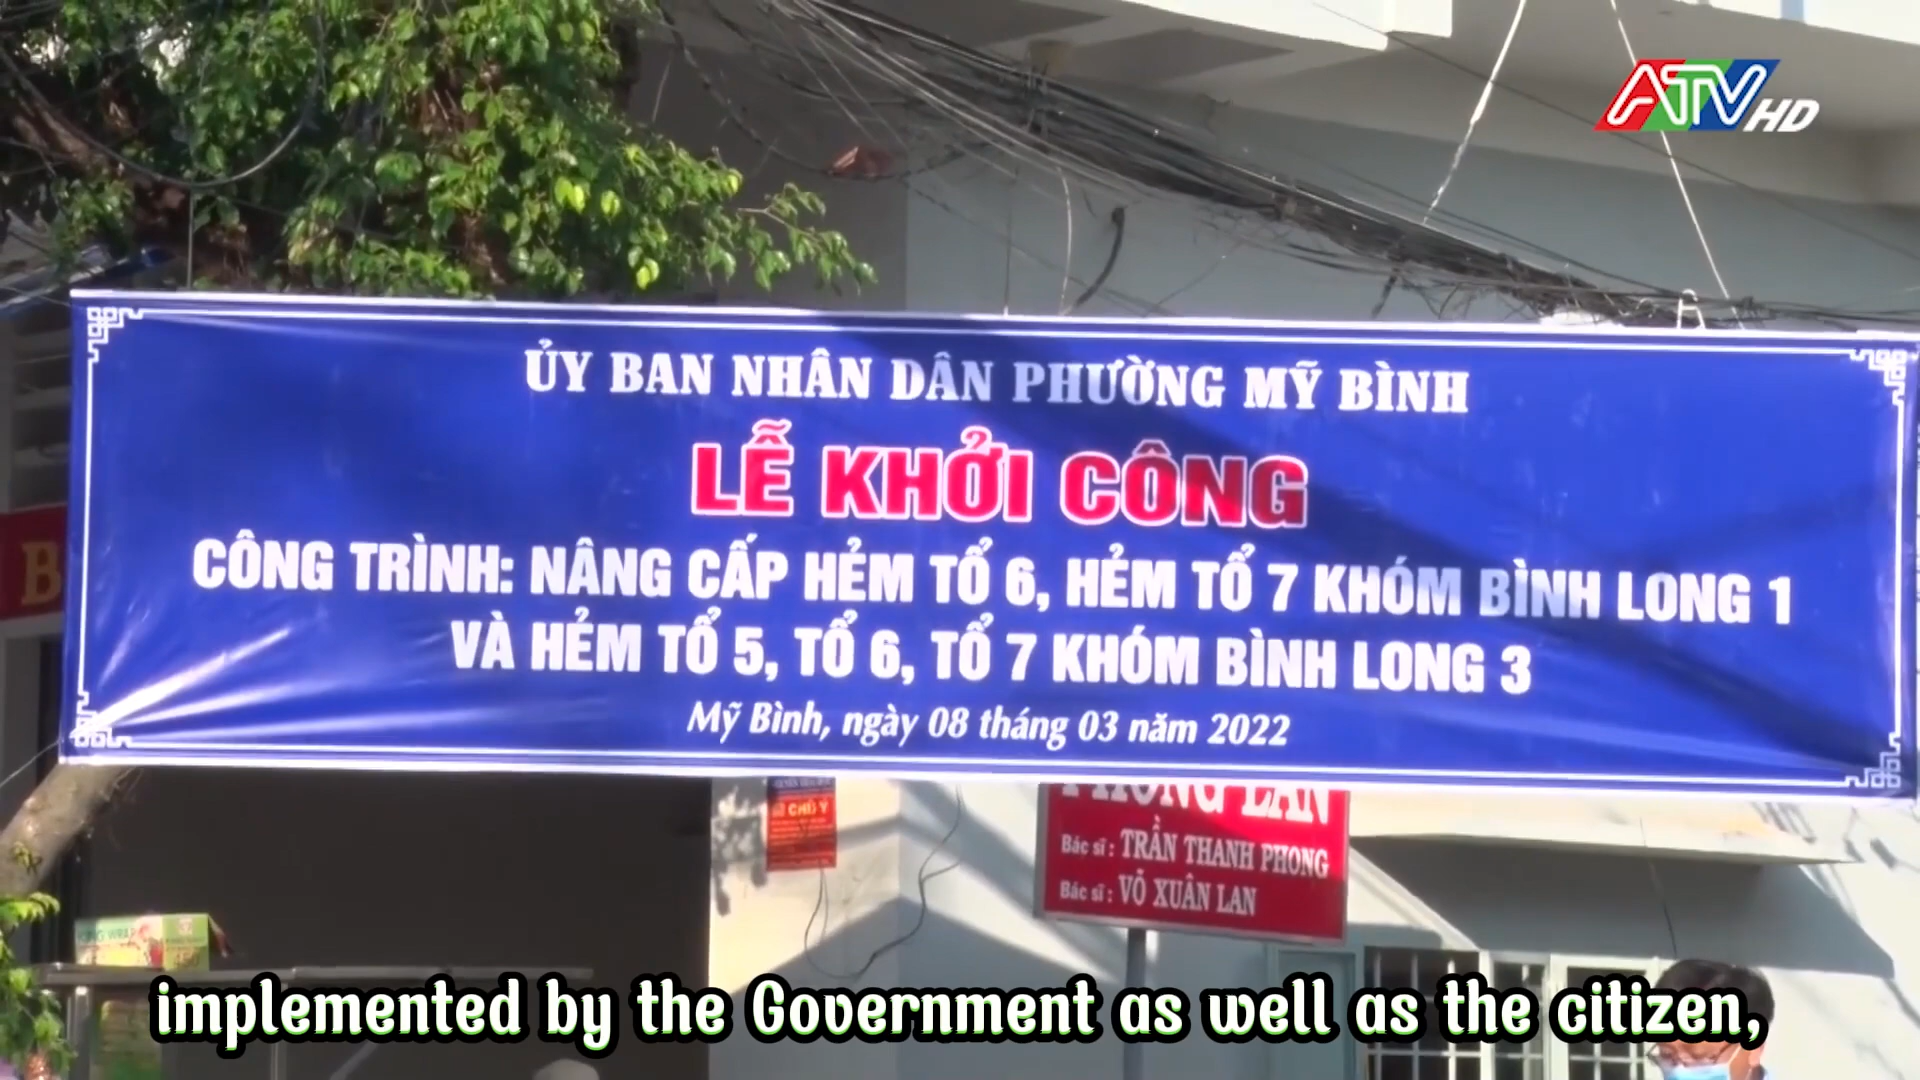 ATV HD
ỦY BAN NHÂN DÂN PHƯỜNG MỸ BÌNH
LỄ KHỞI CÔNG
CÔNG TRÌNH: NÂNG CẤP HẺM TỔ 6, HẺM TỔ 7 KHÓM BÌNH LONG 1
VÀ HẺM TỔ 5, TỔ 6, TỔ 7 KHÓM BÌNH LONG 3
Mỹ Bình, ngày 08 tháng 03 năm 2022
CHÚ Ý
PHONG LAN
Bác sĩ : TRẦN THANH PHONG
Bác sĩ : VÕ XUÂN LAN
implemented by the Government as well as the citizen,